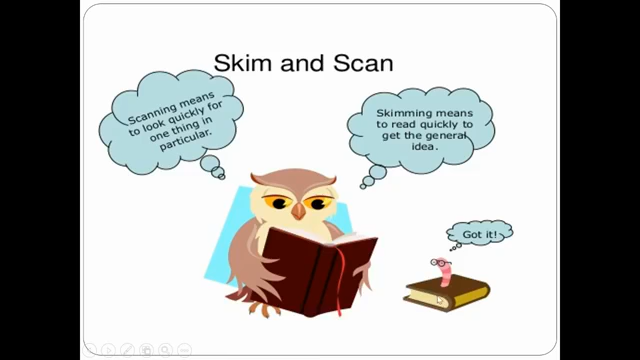 Skim and Scan
Scanning means
to look quickly for
one thing in
particular.
Skimming means
to read quickly to
get the general
idea.
Got it!